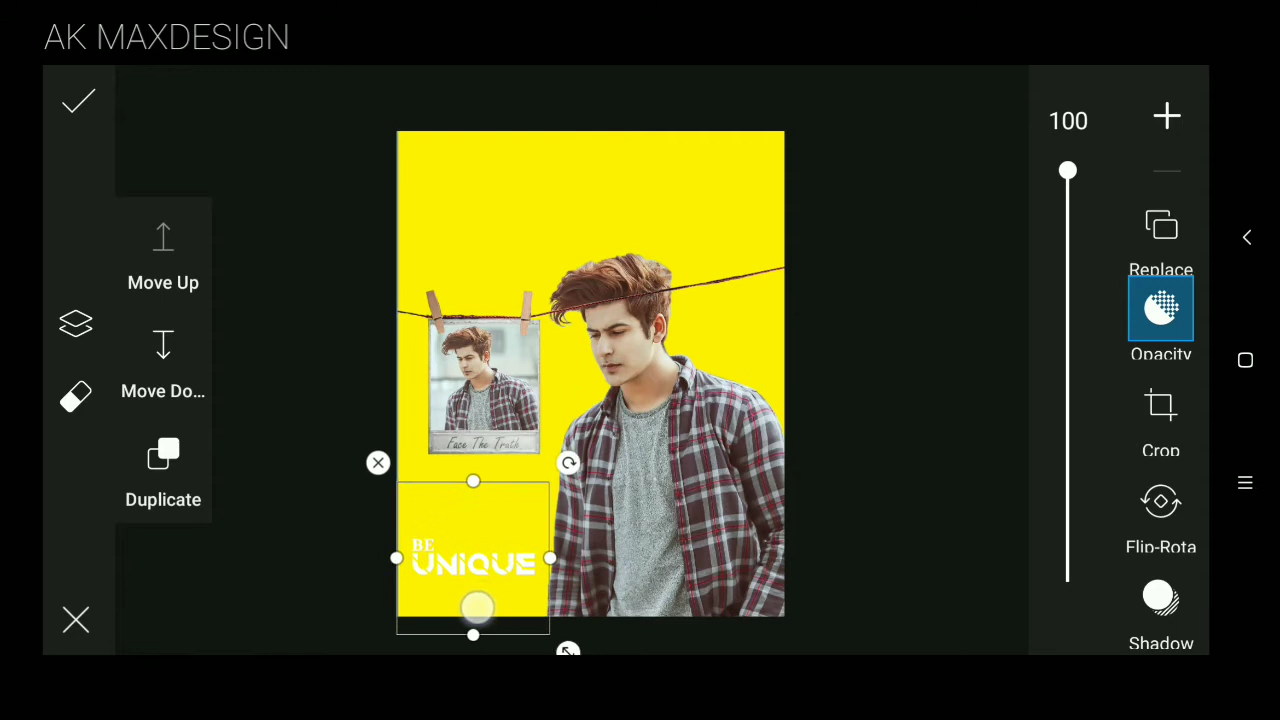 AK MAXDESIGN
100
Move Up
Replace
Opacity
Move Do...
Face The Truth
Crop
Duplicate
BE
UNIQUE
Flip-Rota
Shadow